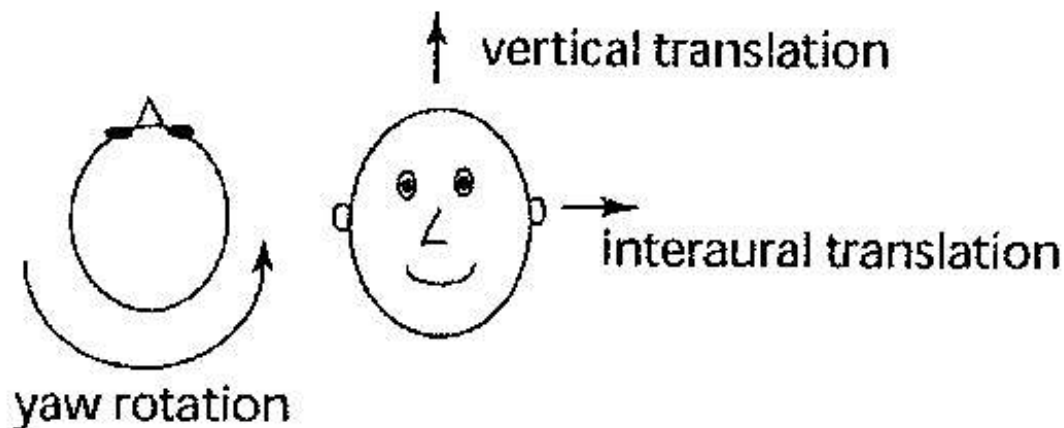 vertical translation
interaural translation
yaw rotation